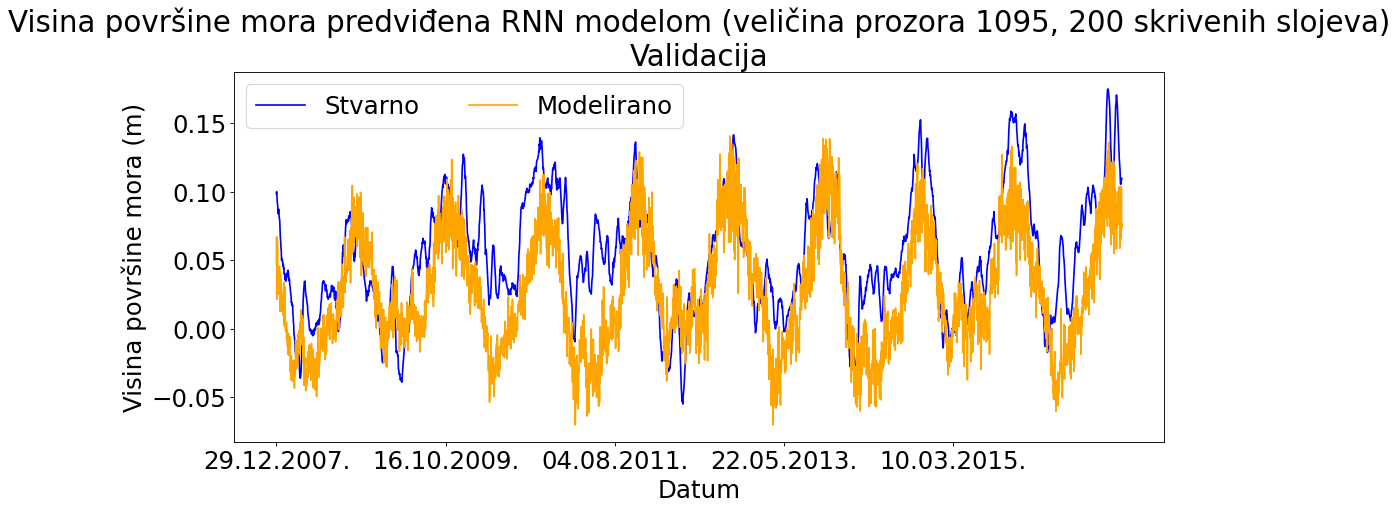 Visina površine mora predviđena RNN modelom (veličina prozora 1095, 200 skrivenih slojeva)
Validacija
Stvarno
Modelirano
Visina površine mora (m)
0.15
0.10
0.05
0.00
−0.05
29.12.2007.
16.10.2009.
04.08.2011.
22.05.2013.
10.03.2015.
Datum